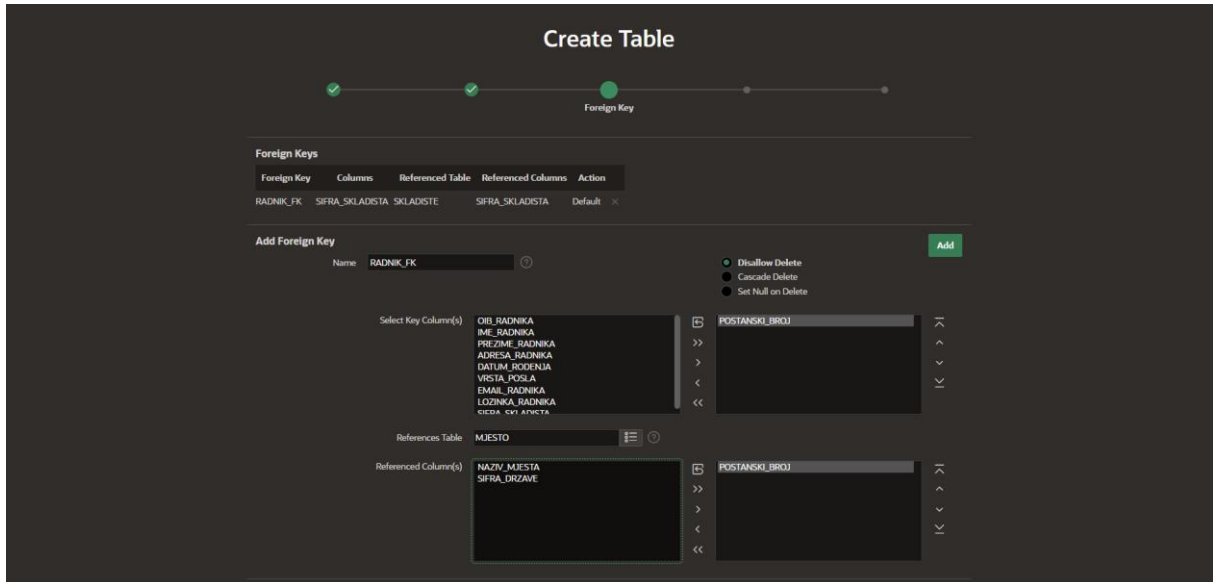 Create Table
Foreign Key
Foreign Keys
Foreign Key Columns Referenced Table Referenced Columns Action
RADNIK_FK SIFRA_SKLADISTA SKLADISTE SIFRA_SKLADISTA Default ×
Add Foreign Key
Add
Name RADNIK_FK
Disallow Delete
Cascade Delete
Set Null on Delete
Select Key Column(s)
OIB_RADNIKA
IME_RADNIKA
PREZIME_RADNIKA
ADRESA_RADNIKA
DATUM_RODENJA
VRSTA_POSLA
EMAIL_RADNIKA
LOZINKA_RADNIKA
SIFRA_SKLADISTA
POSTANSKI_BROJ
References Table MJESTO
Referenced Column(s)
NAZIV_MJESTA
SIFRA_DRZAVE
POSTANSKI_BROJ